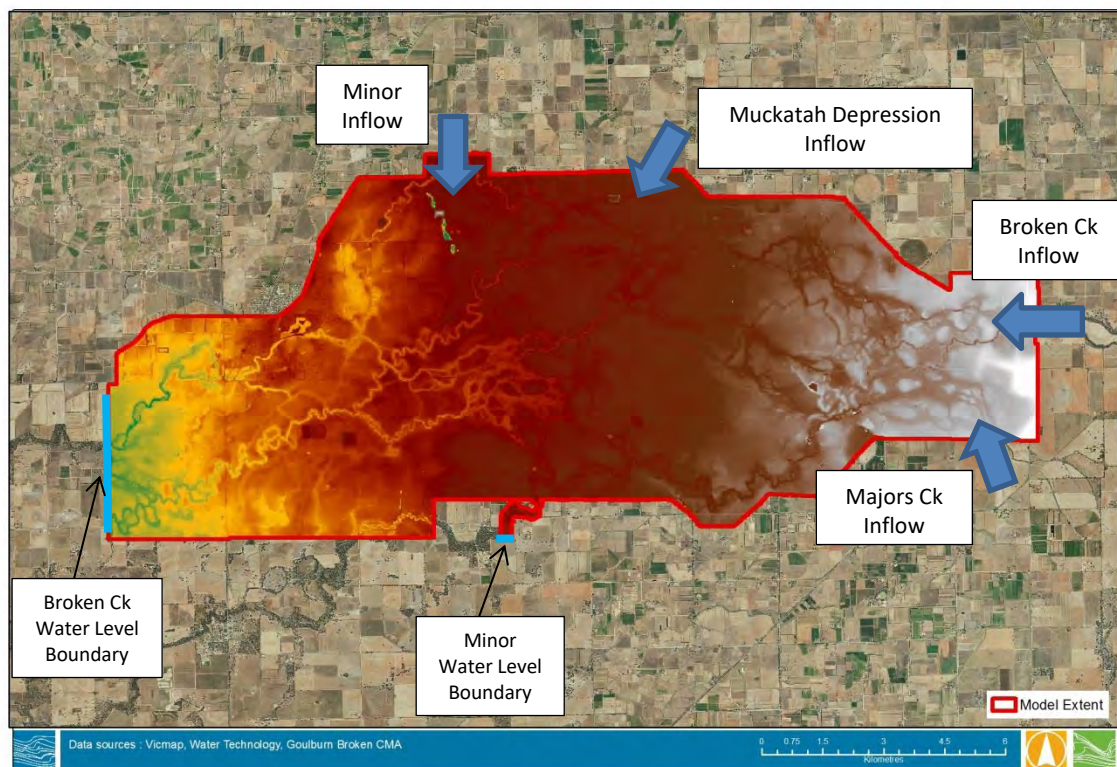 Minor
Inflow
Muckatah Depression
Inflow
Broken Ck
Inflow
Majors Ck
Inflow
Broken Ck
Water Level
Boundary
Minor
Water Level
Boundary
Model Extent
Data sources : Vicmap, Water Technology, Goulburn Broken CMA
0 0.75 1.5 3 4.5 6
Kilometres